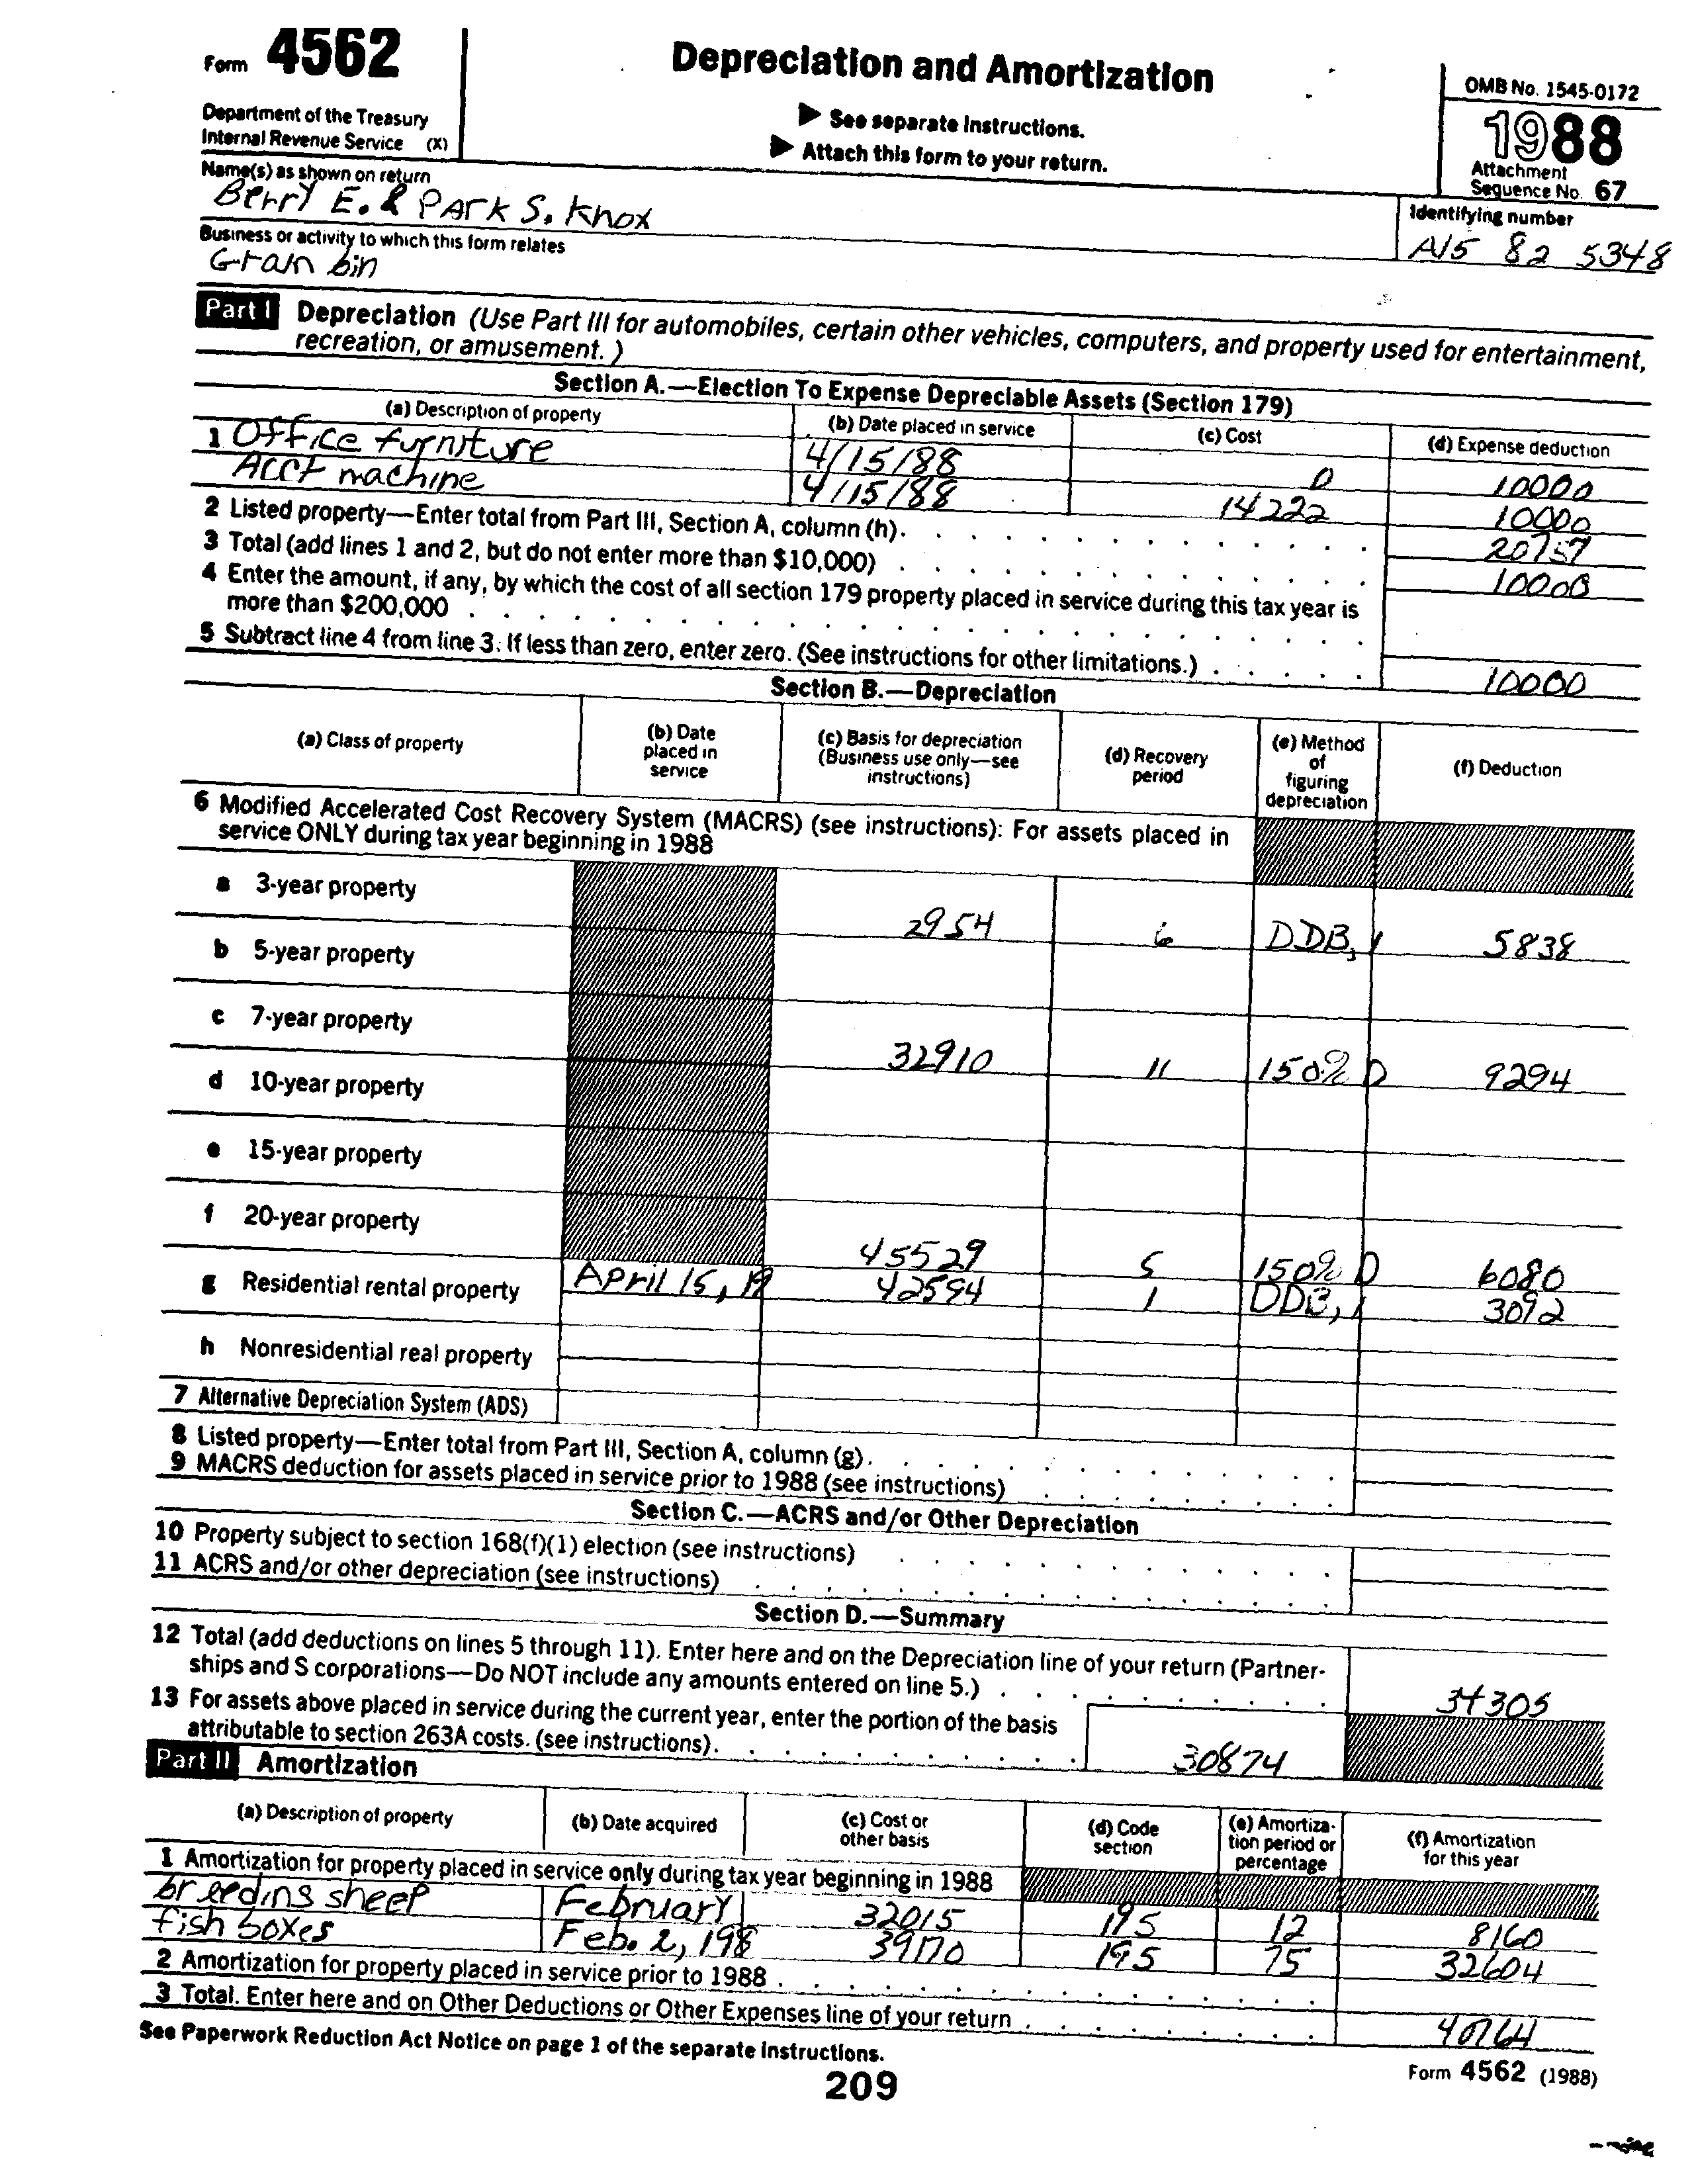 Form 4562
Department of the Treasury
Internal Revenue Service (X)
Depreciation and Amortization
▶ See separate instructions.
▶ Attach this form to your return.
OMB No. 1545-0172
1988
Attachment
Sequence No. 67
Name(s) as shown on return
Berry E. & Park S. Knox
Identifying number
A15 82 5348
Business or activity to which this form relates
Grain bin
Part I Depreciation (Use Part III for automobiles, certain other vehicles, computers, and property used for entertainment,
recreation, or amusement.)
Section A.—Election To Expense Depreciable Assets (Section 179)
(a) Description of property (b) Date placed in service (c) Cost (d) Expense deduction
1 Office furniture 4/15/88 0 10000
Acct machine 4/15/88 14222 10000
2 Listed property—Enter total from Part III, Section A, column (h). 20757
3 Total (add lines 1 and 2, but do not enter more than $10,000) 10000
4 Enter the amount, if any, by which the cost of all section 179 property placed in service during this tax year is
more than $200,000
5 Subtract line 4 from line 3. If less than zero, enter zero. (See instructions for other limitations.) 10000
Section B.—Depreciation
(a) Class of property (b) Date placed in service (c) Basis for depreciation (Business use only—see instructions) (d) Recovery period (e) Method of figuring depreciation (f) Deduction
6 Modified Accelerated Cost Recovery System (MACRS) (see instructions): For assets placed in
service ONLY during tax year beginning in 1988
a 3-year property 2954 6 DDB, 5838
b 5-year property
c 7-year property 32910 11 150% D 9294
d 10-year property
e 15-year property
f 20-year property 45529 5 150% D 6080
g Residential rental property April 15, 19 42594 1 DDB, 3092
h Nonresidential real property
7 Alternative Depreciation System (ADS)
8 Listed property—Enter total from Part III, Section A, column (g).
9 MACRS deduction for assets placed in service prior to 1988 (see instructions)
Section C.—ACRS and/or Other Depreciation
10 Property subject to section 168(f)(1) election (see instructions)
11 ACRS and/or other depreciation (see instructions)
Section D.—Summary
12 Total (add deductions on lines 5 through 11). Enter here and on the Depreciation line of your return (Partner-
ships and S corporations—Do NOT include any amounts entered on line 5.) 34305
13 For assets above placed in service during the current year, enter the portion of the basis
attributable to section 263A costs. (see instructions). 30874
Part II Amortization
(a) Description of property (b) Date acquired (c) Cost or other basis (d) Code section (e) Amortiza-tion period or percentage (f) Amortization for this year
1 Amortization for property placed in service only during tax year beginning in 1988
breeding sheep February 32015 195 12 8160
fish boxes Feb. 2, 198 39170 195 75 32604
2 Amortization for property placed in service prior to 1988
3 Total. Enter here and on Other Deductions or Other Expenses line of your return 40764
See Paperwork Reduction Act Notice on page 1 of the separate instructions.
Form 4562 (1988)
209